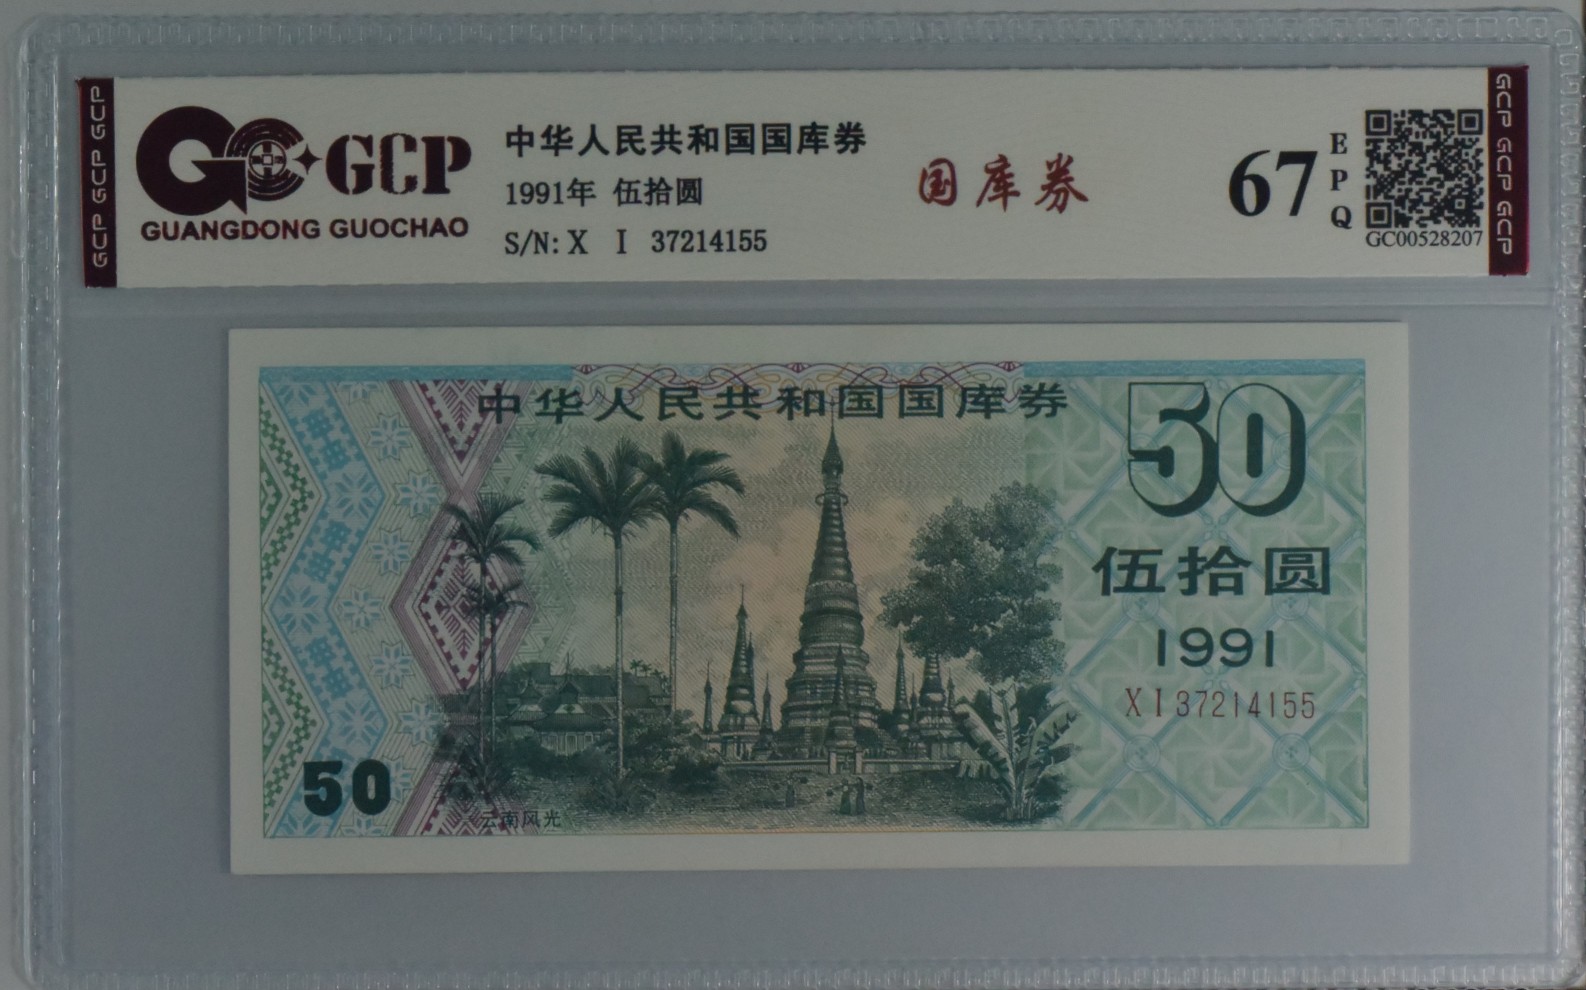 GCP GCP GCP
GCP
GUANGDONG GUOCHAO
中华人民共和国国库券
1991年 伍拾圆
S/N: X I 37214155
国库券
67
EPQ
GC00528207
GCP GCP GCP
中华人民共和国国库券
50
伍拾圆
1991
XI37214155
50
云南风光